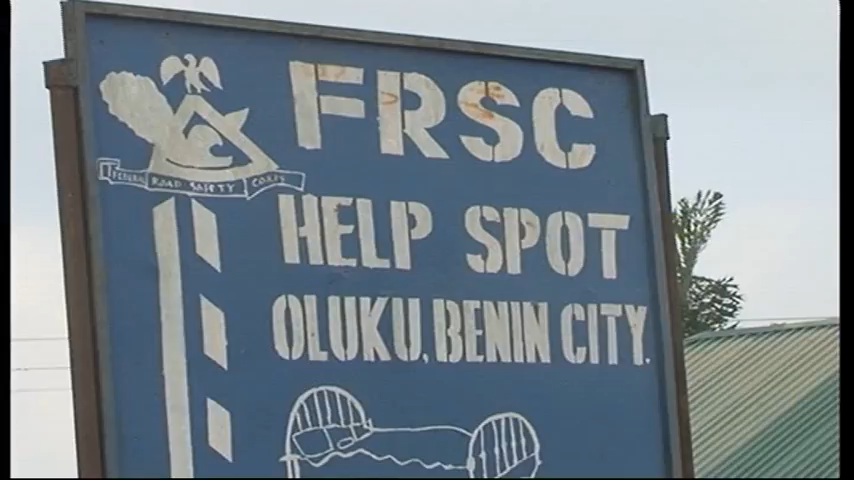 FRSC
FEDERAL ROAD SAFETY CORPS
HELP SPOT
OLUKU, BENIN CITY.